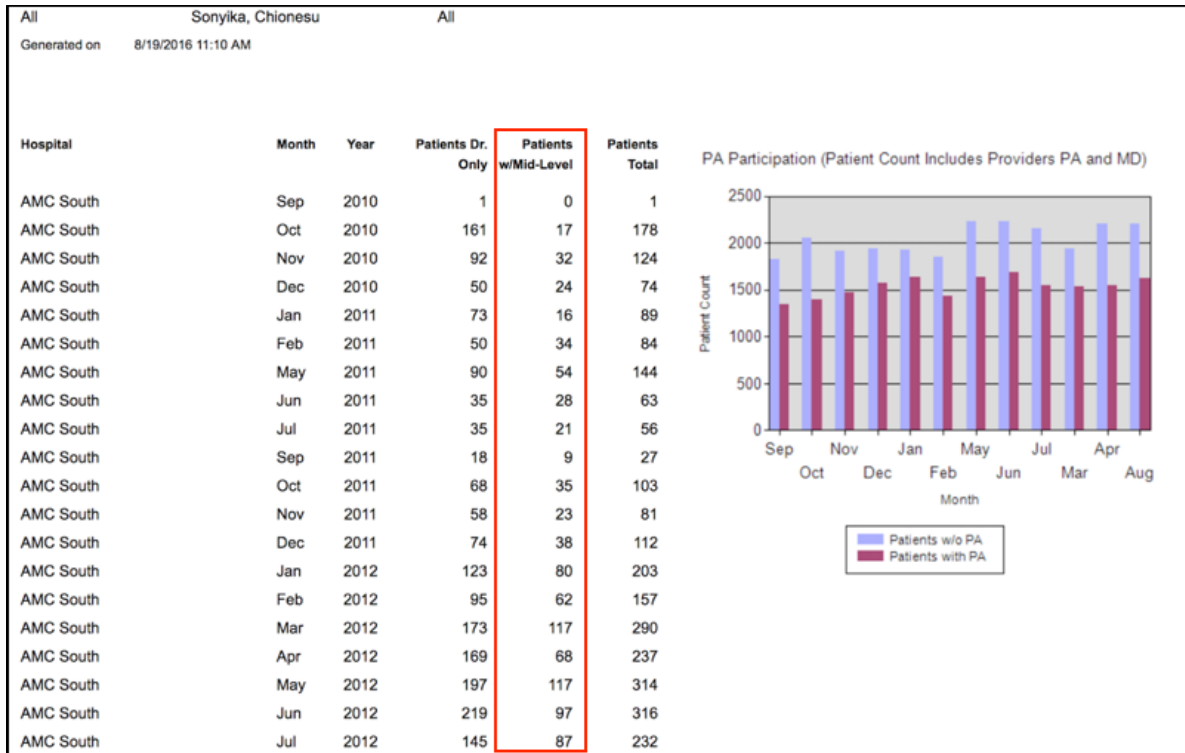 All Sonyika, Chionesu All
Generated on 8/19/2016 11:10 AM
Hospital Month Year Patients Dr. Only Patients w/Mid-Level Patients Total
AMC South Sep 2010 1 0 1
AMC South Oct 2010 161 17 178
AMC South Nov 2010 92 32 124
AMC South Dec 2010 50 24 74
AMC South Jan 2011 73 16 89
AMC South Feb 2011 50 34 84
AMC South May 2011 90 54 144
AMC South Jun 2011 35 28 63
AMC South Jul 2011 35 21 56
AMC South Sep 2011 18 9 27
AMC South Oct 2011 68 35 103
AMC South Nov 2011 58 23 81
AMC South Dec 2011 74 38 112
AMC South Jan 2012 123 80 203
AMC South Feb 2012 95 62 157
AMC South Mar 2012 173 117 290
AMC South Apr 2012 169 68 237
AMC South May 2012 197 117 314
AMC South Jun 2012 219 97 316
AMC South Jul 2012 145 87 232
PA Participation (Patient Count Includes Providers PA and MD)
Patient Count
2500
2000
1500
1000
500
0
Sep Nov Jan May Jul Apr
Oct Dec Feb Jun Mar Aug
Month
Patients w/o PA
Patients with PA